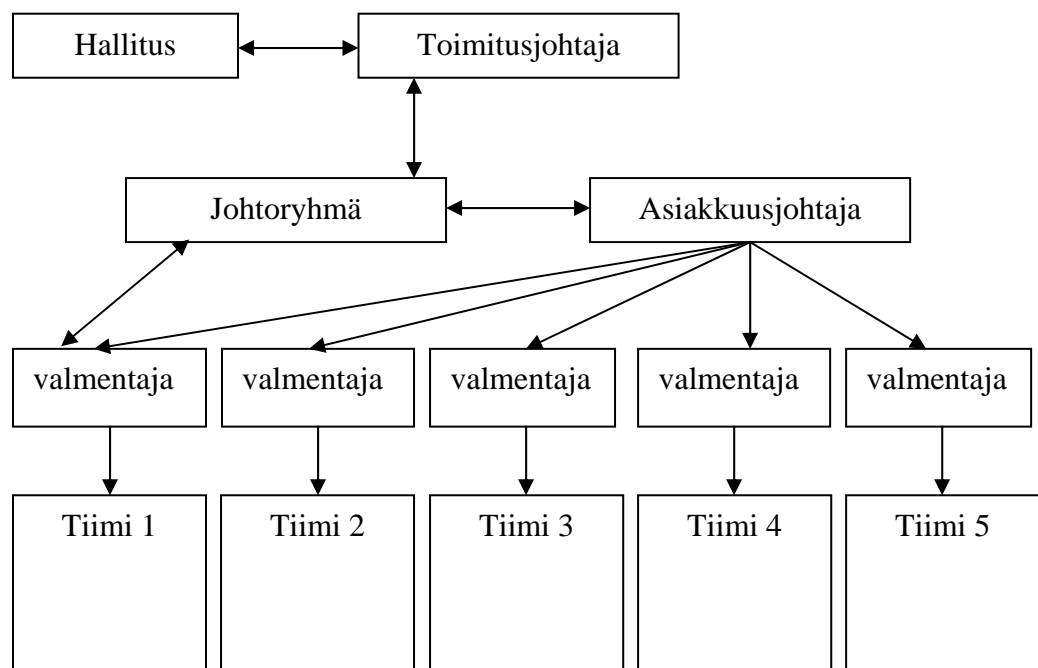 Hallitus
Toimitusjohtaja
Johtoryhmä
Asiakkuusjohtaja
valmentaja
valmentaja
valmentaja
valmentaja
valmentaja
Tiimi 1
Tiimi 2
Tiimi 3
Tiimi 4
Tiimi 5